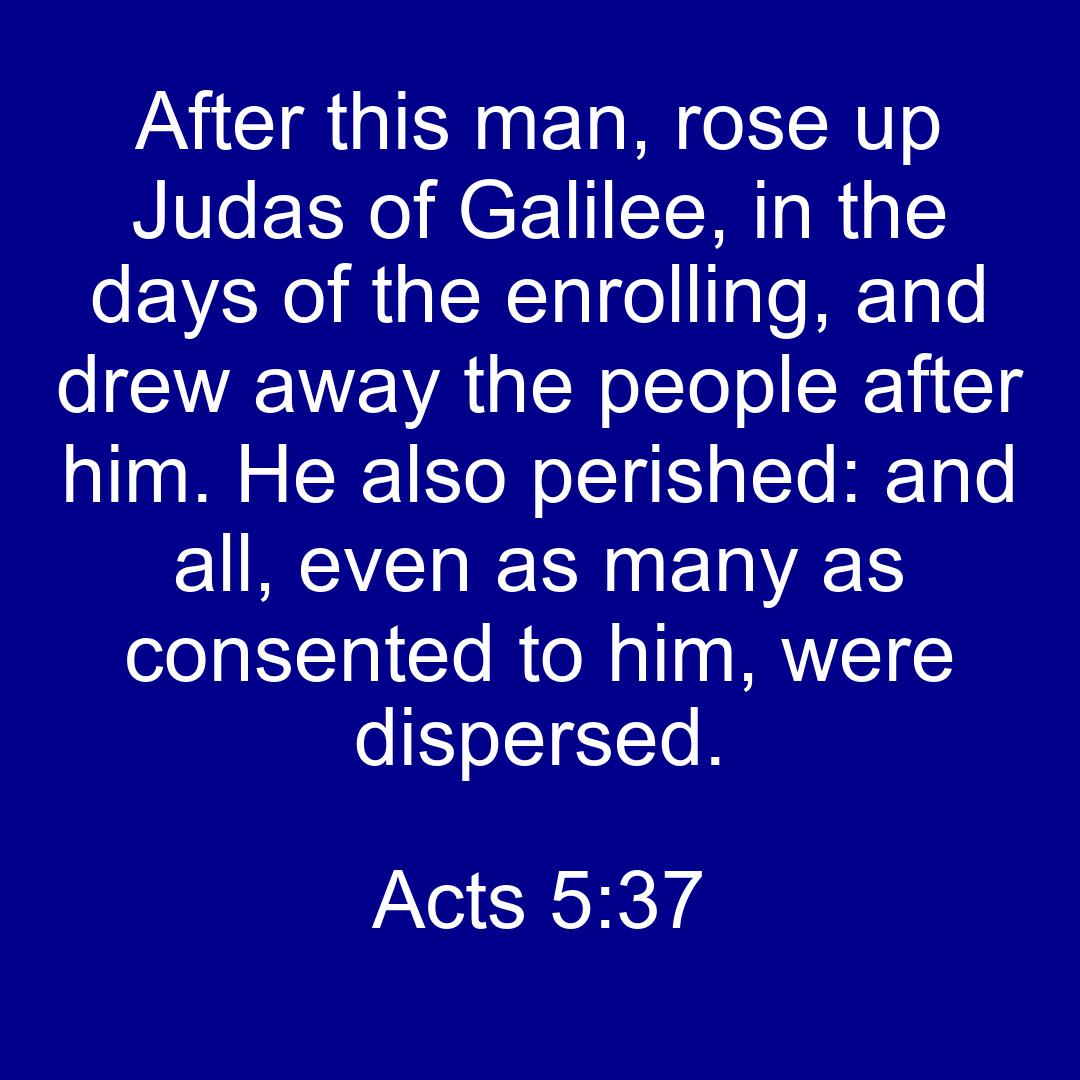 After this man, rose up
Judas of Galilee, in the
days of the enrolling, and
drew away the people after
him. He also perished: and
all, even as many as
consented to him, were
dispersed.
Acts 5:37